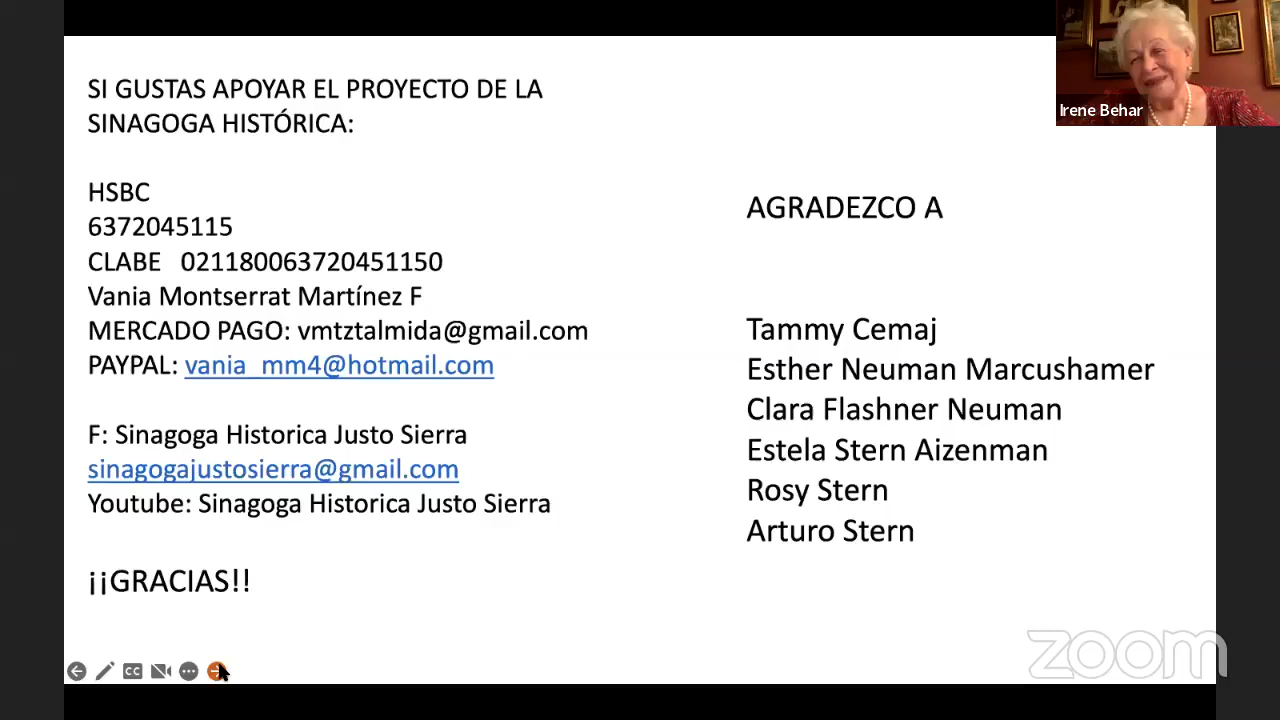 SI GUSTAS APOYAR EL PROYECTO DE LA
SINAGOGA HISTÓRICA:
HSBC
6372045115
CLABE 021180063720451150
Vania Montserrat Martínez F
MERCADO PAGO: vmtztalmida@gmail.com
PAYPAL: vania_mm4@hotmail.com
F: Sinagoga Historica Justo Sierra
sinagogajustosierra@gmail.com
Youtube: Sinagoga Historica Justo Sierra
¡¡GRACIAS!!
AGRADEZCO A
Tammy Cemaj
Esther Neuman Marcushamer
Clara Flashner Neuman
Estela Stern Aizenman
Rosy Stern
Arturo Stern
Irene Behar
CC
zoom